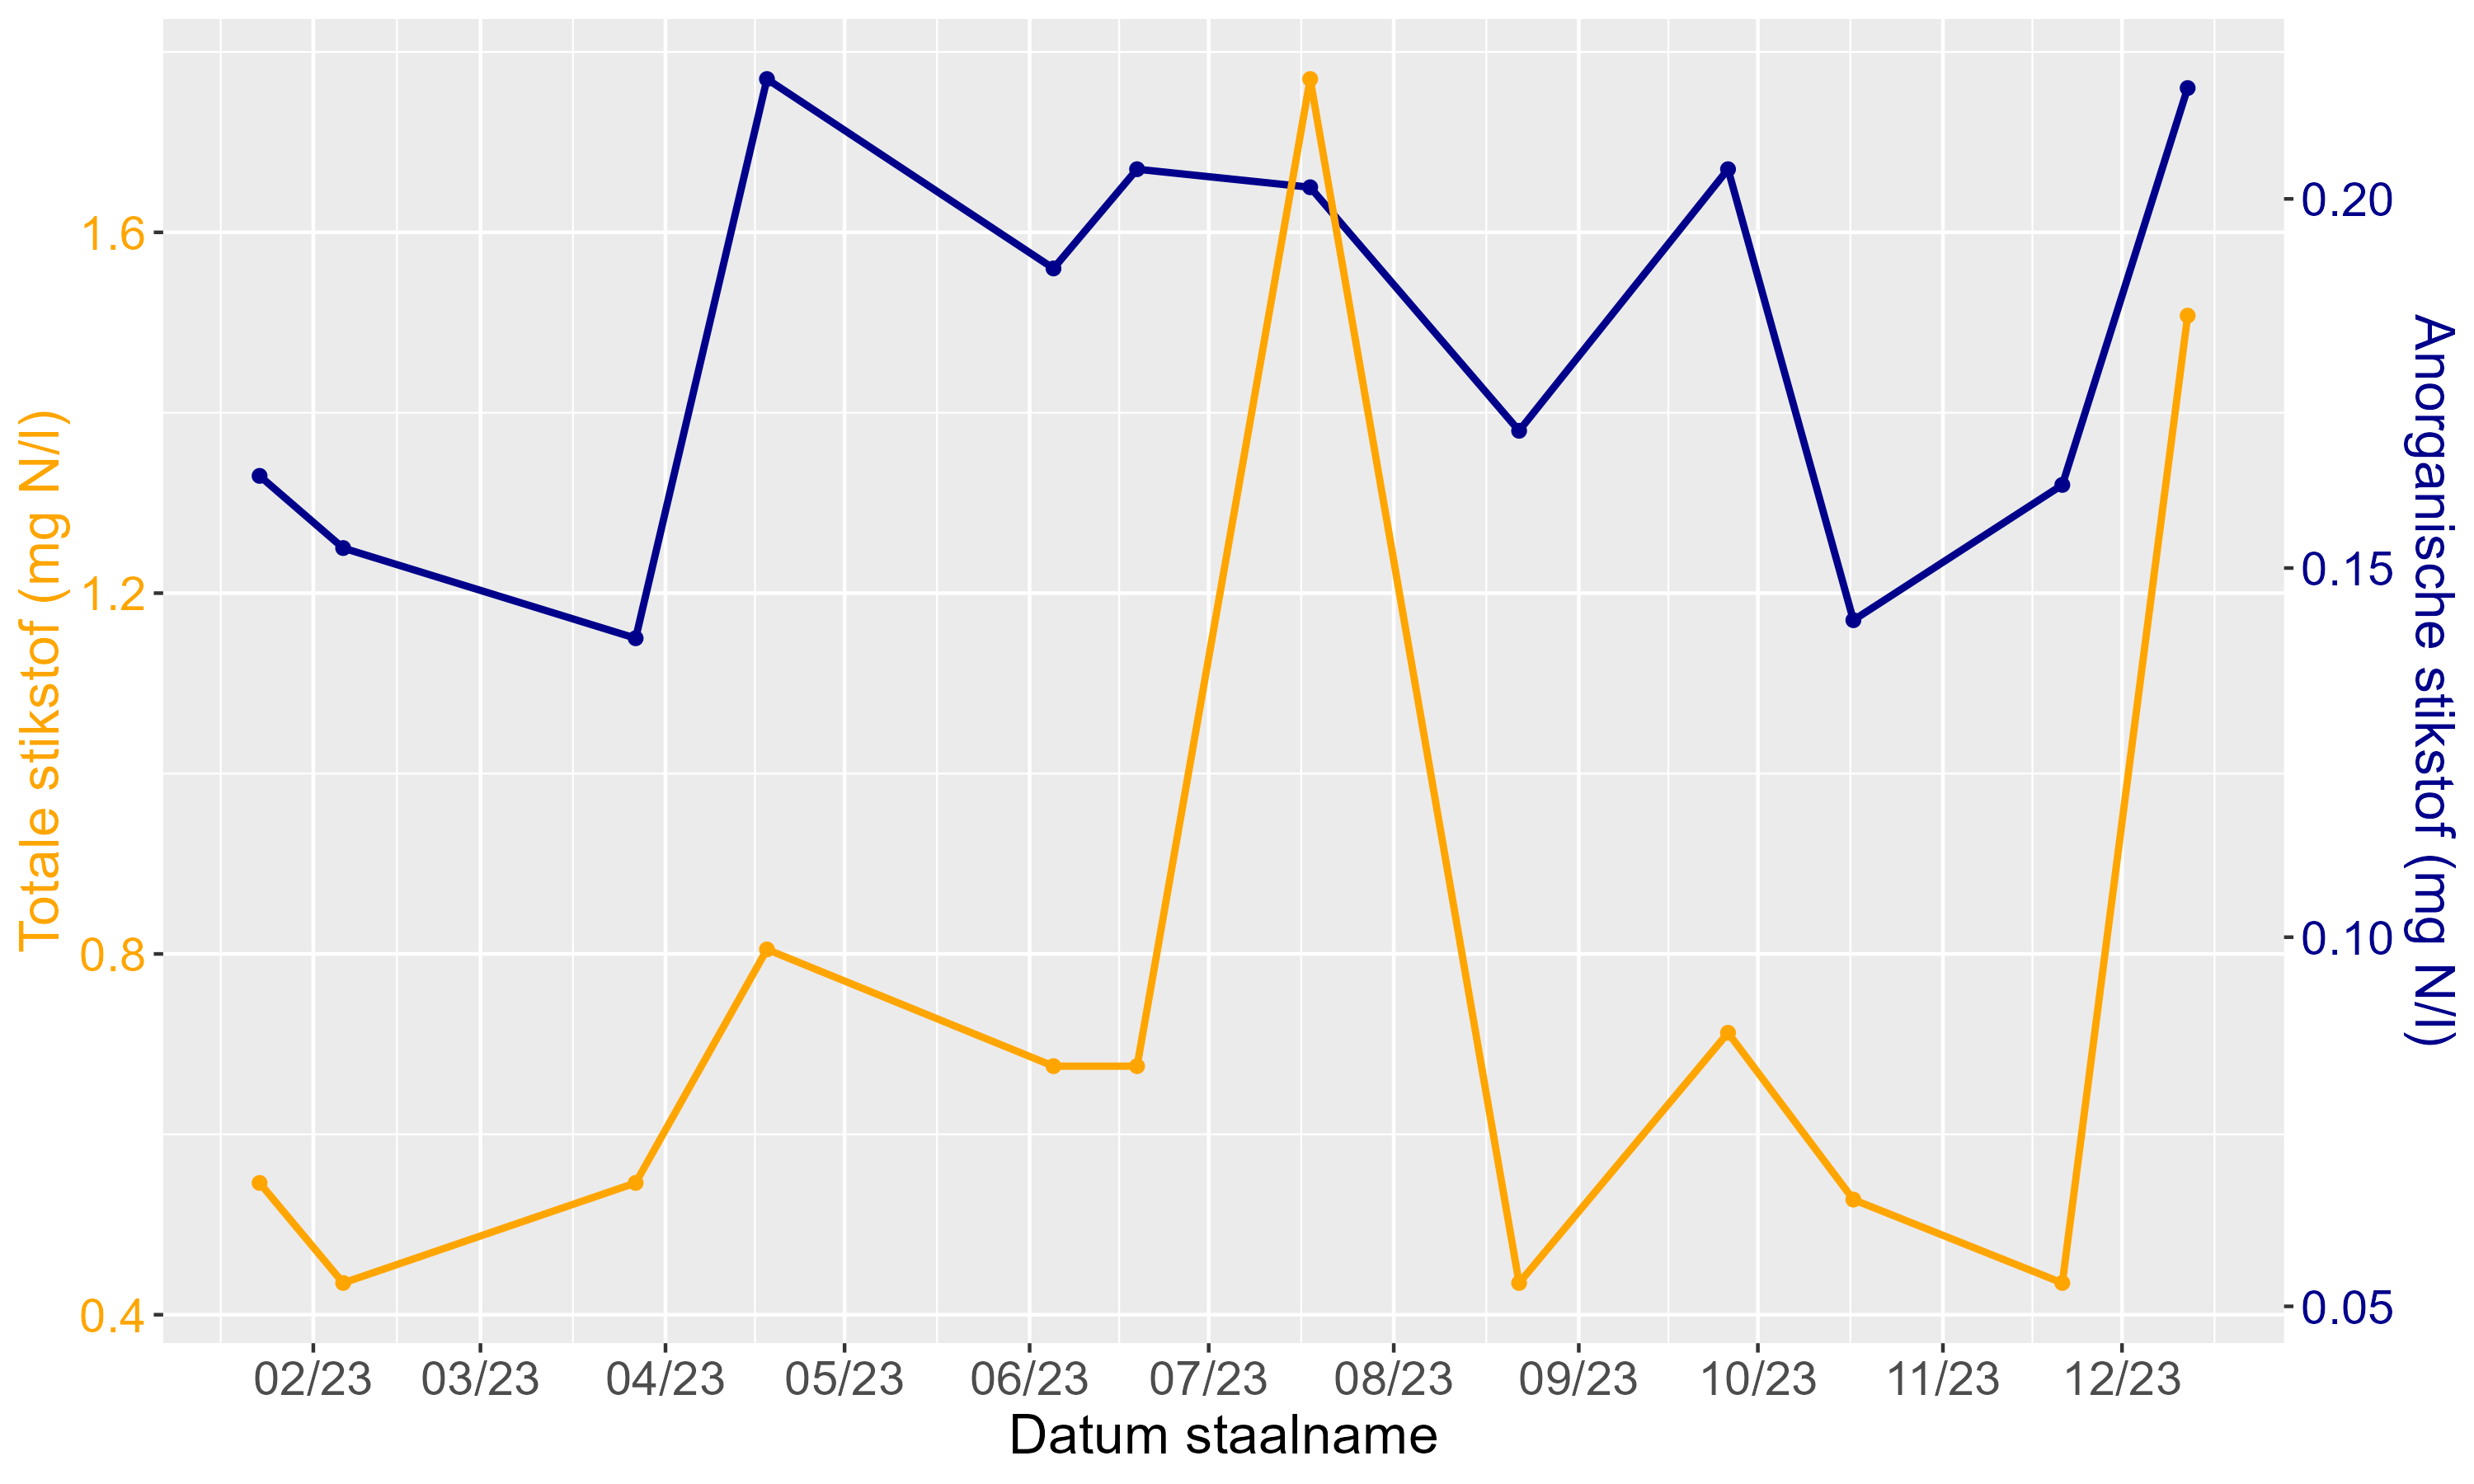 Totale stikstof (mg N/l)
1.6
1.2
0.8
0.4
0.20
0.15
0.10
0.05
Anorganische stikstof (mg N/l)
02/23 03/23 04/23 05/23 06/23 07/23 08/23 09/23 10/23 11/23 12/23
Datum staalname